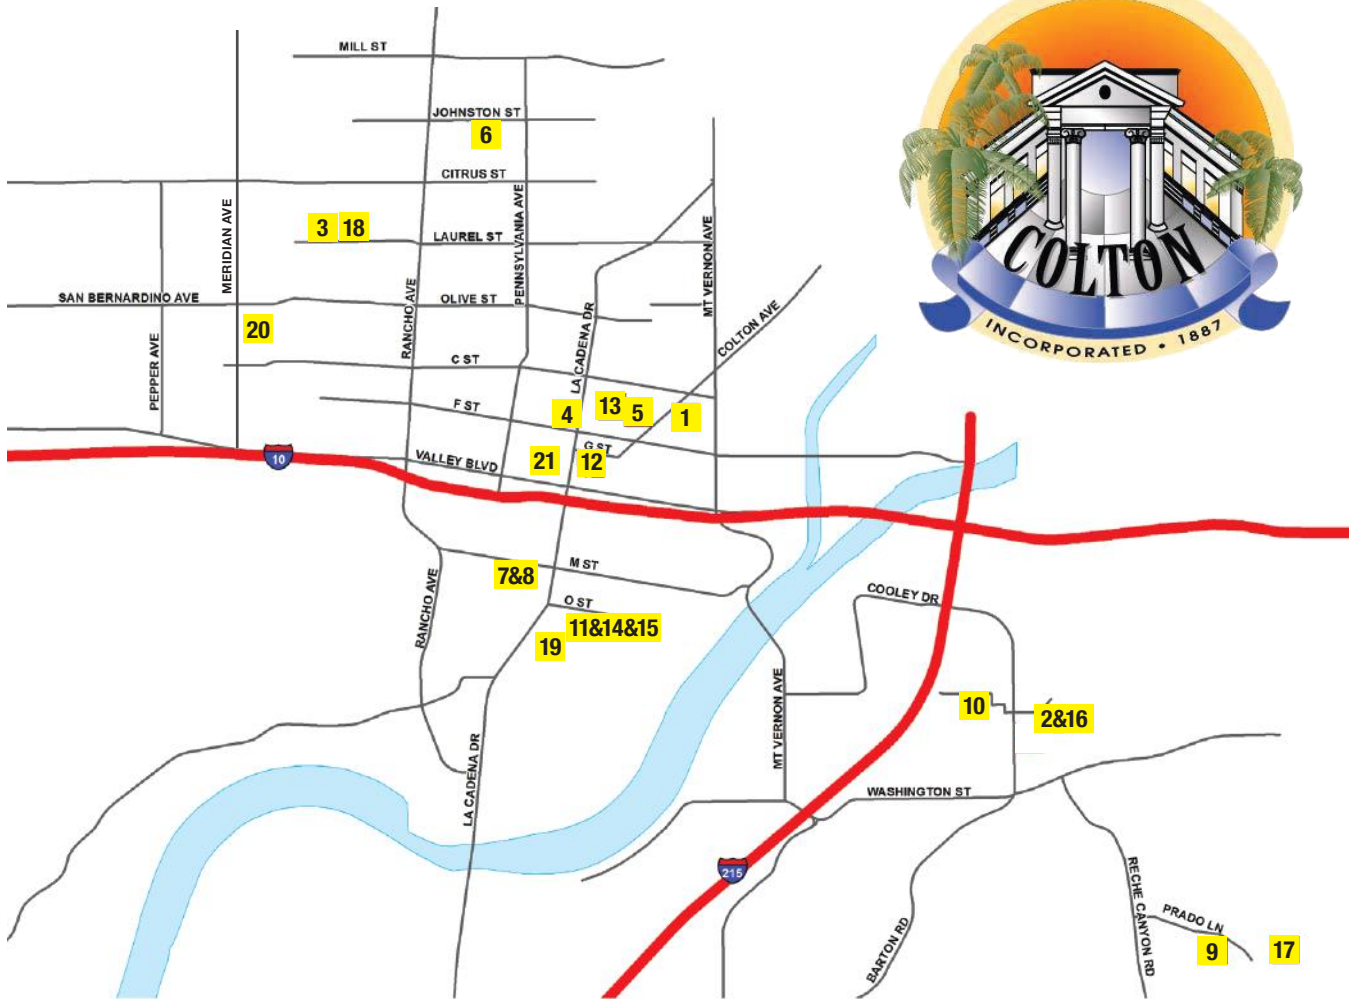 MILL ST
JOHNSTON ST
6
CITRUS ST
PENNSYLVANIA AVE
MERIDIAN AVE
3
18
LAUREL ST
MT VERNON AVE
SAN BERNARDINO AVE
OLIVE ST
RANCHO AVE
LA CADENA DR
COLTON AVE
20
PEPPER AVE
C ST
F ST
4
13
5
1
G ST
12
21
VALLEY BLVD
10
M ST
7&8
O ST
11&14&15
19
RANCHO AVE
COOLEY DR
MT VERNON AVE
10
2&16
LA CADENA DR
WASHINGTON ST
215
RECHE CANYON RD
PRADO LN
BARTON RD
9
17
COLTON
INCORPORATED • 1887